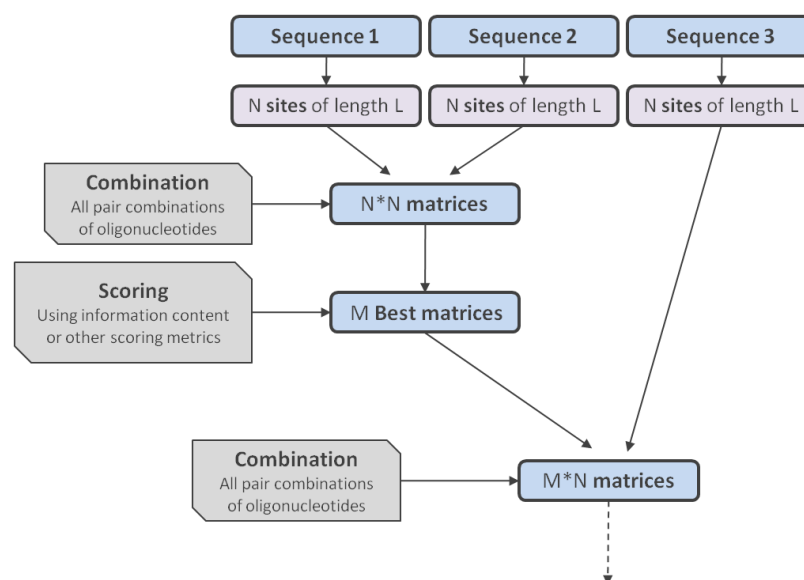 Sequence 1
Sequence 2
Sequence 3
N sites of length L
N sites of length L
N sites of length L
Combination
All pair combinations
of oligonucleotides
N*N matrices
Scoring
Using information content
or other scoring metrics
M Best matrices
Combination
All pair combinations
of oligonucleotides
M*N matrices